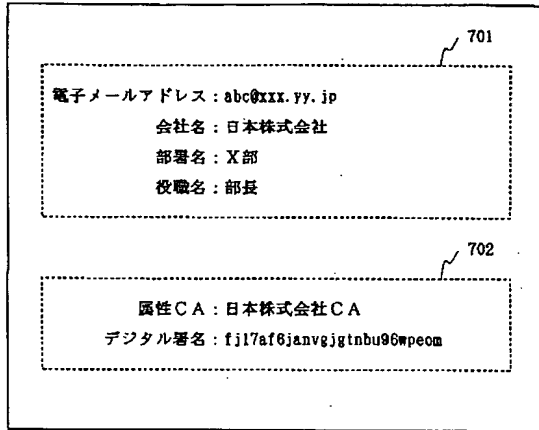 701
電子メールアドレス：abc@xxx.yy.jp
会社名：日本株式会社
部署名：X部
役職名：部長
702
属性CA：日本株式会社CA
デジタル署名：fjl7af6janvgjgtnbu96wpeom